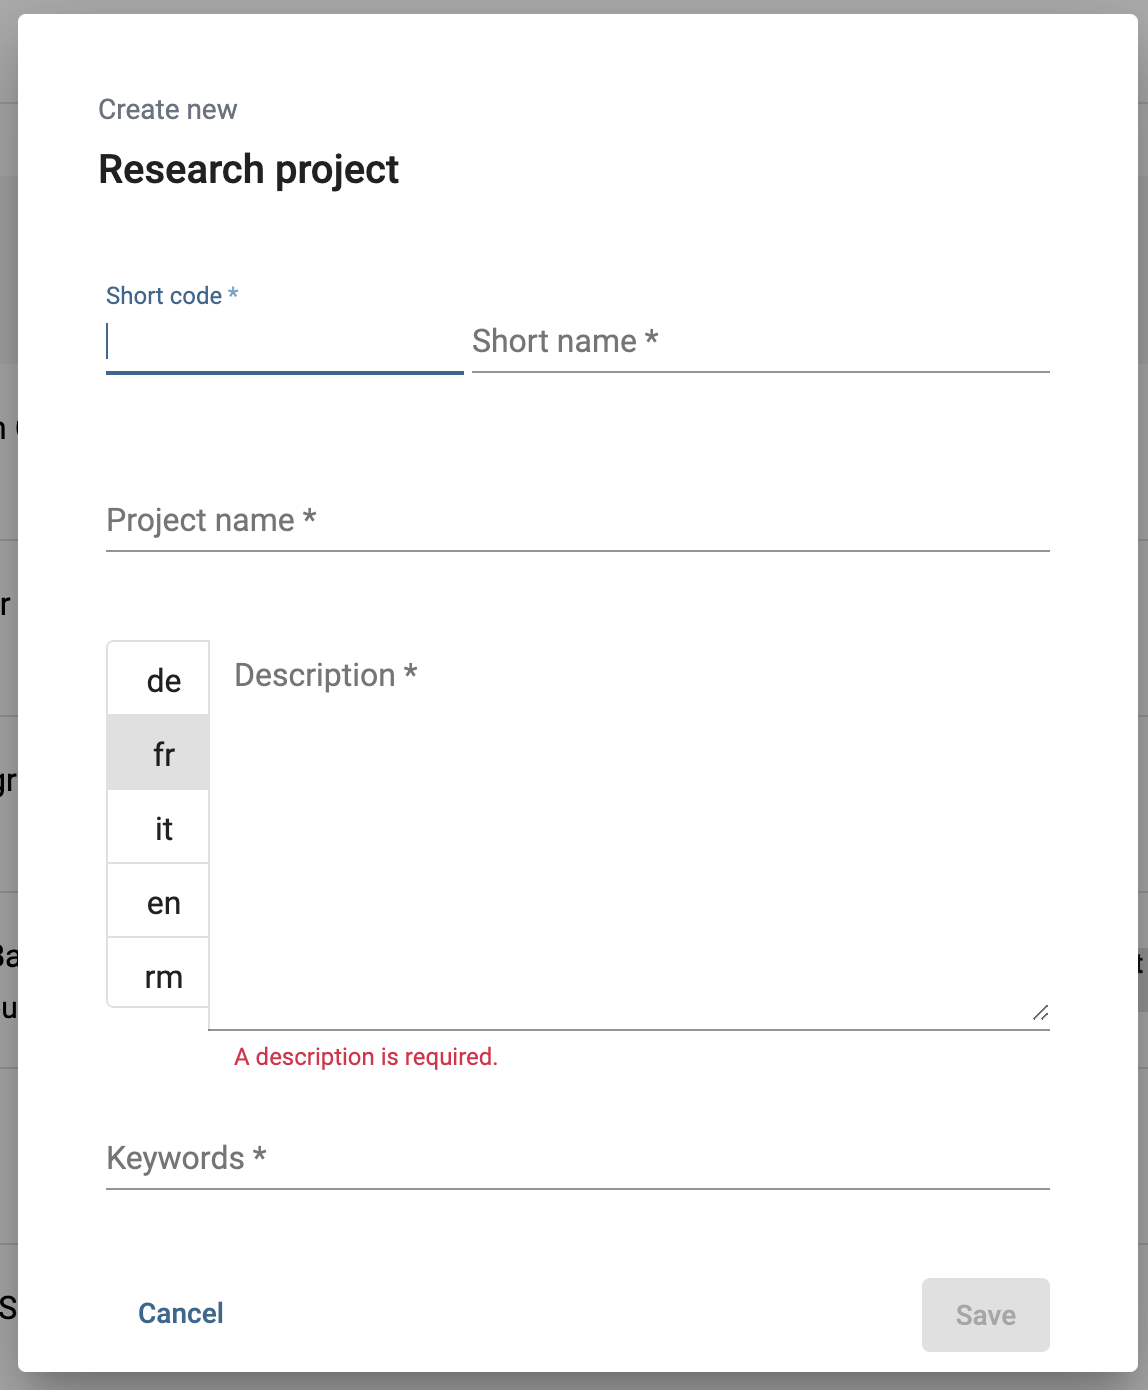 Create new
Research project
Short code *
Short name *
Project name *
de
Description *
fr
it
en
rm
A description is required.
Keywords *
Cancel
Save